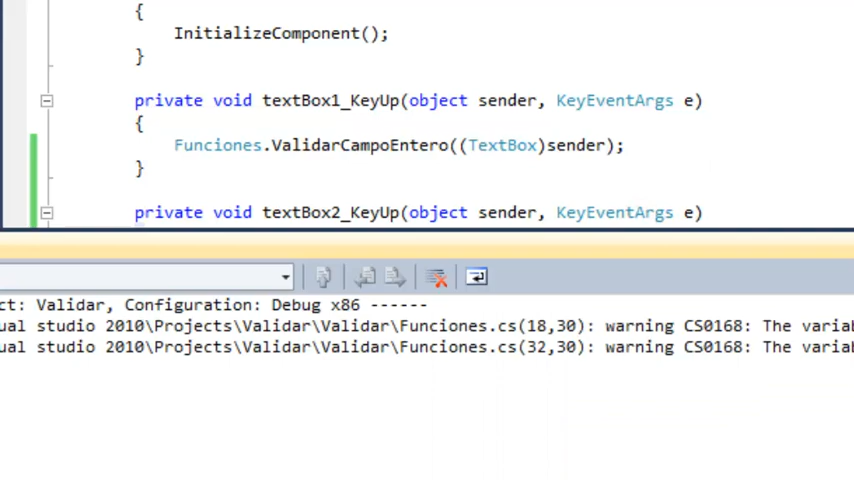 {
InitializeComponent();
}
private void textBox1_KeyUp(object sender, KeyEventArgs e)
{
Funciones.ValidarCampoEntero((TextBox)sender);
}
private void textBox2_KeyUp(object sender, KeyEventArgs e)
ct: Validar, Configuration: Debug x86 ------
ual studio 2010\Projects\Validar\Validar\Funciones.cs(18,30): warning CS0168: The variab
ual studio 2010\Projects\Validar\Validar\Funciones.cs(32,30): warning CS0168: The variab